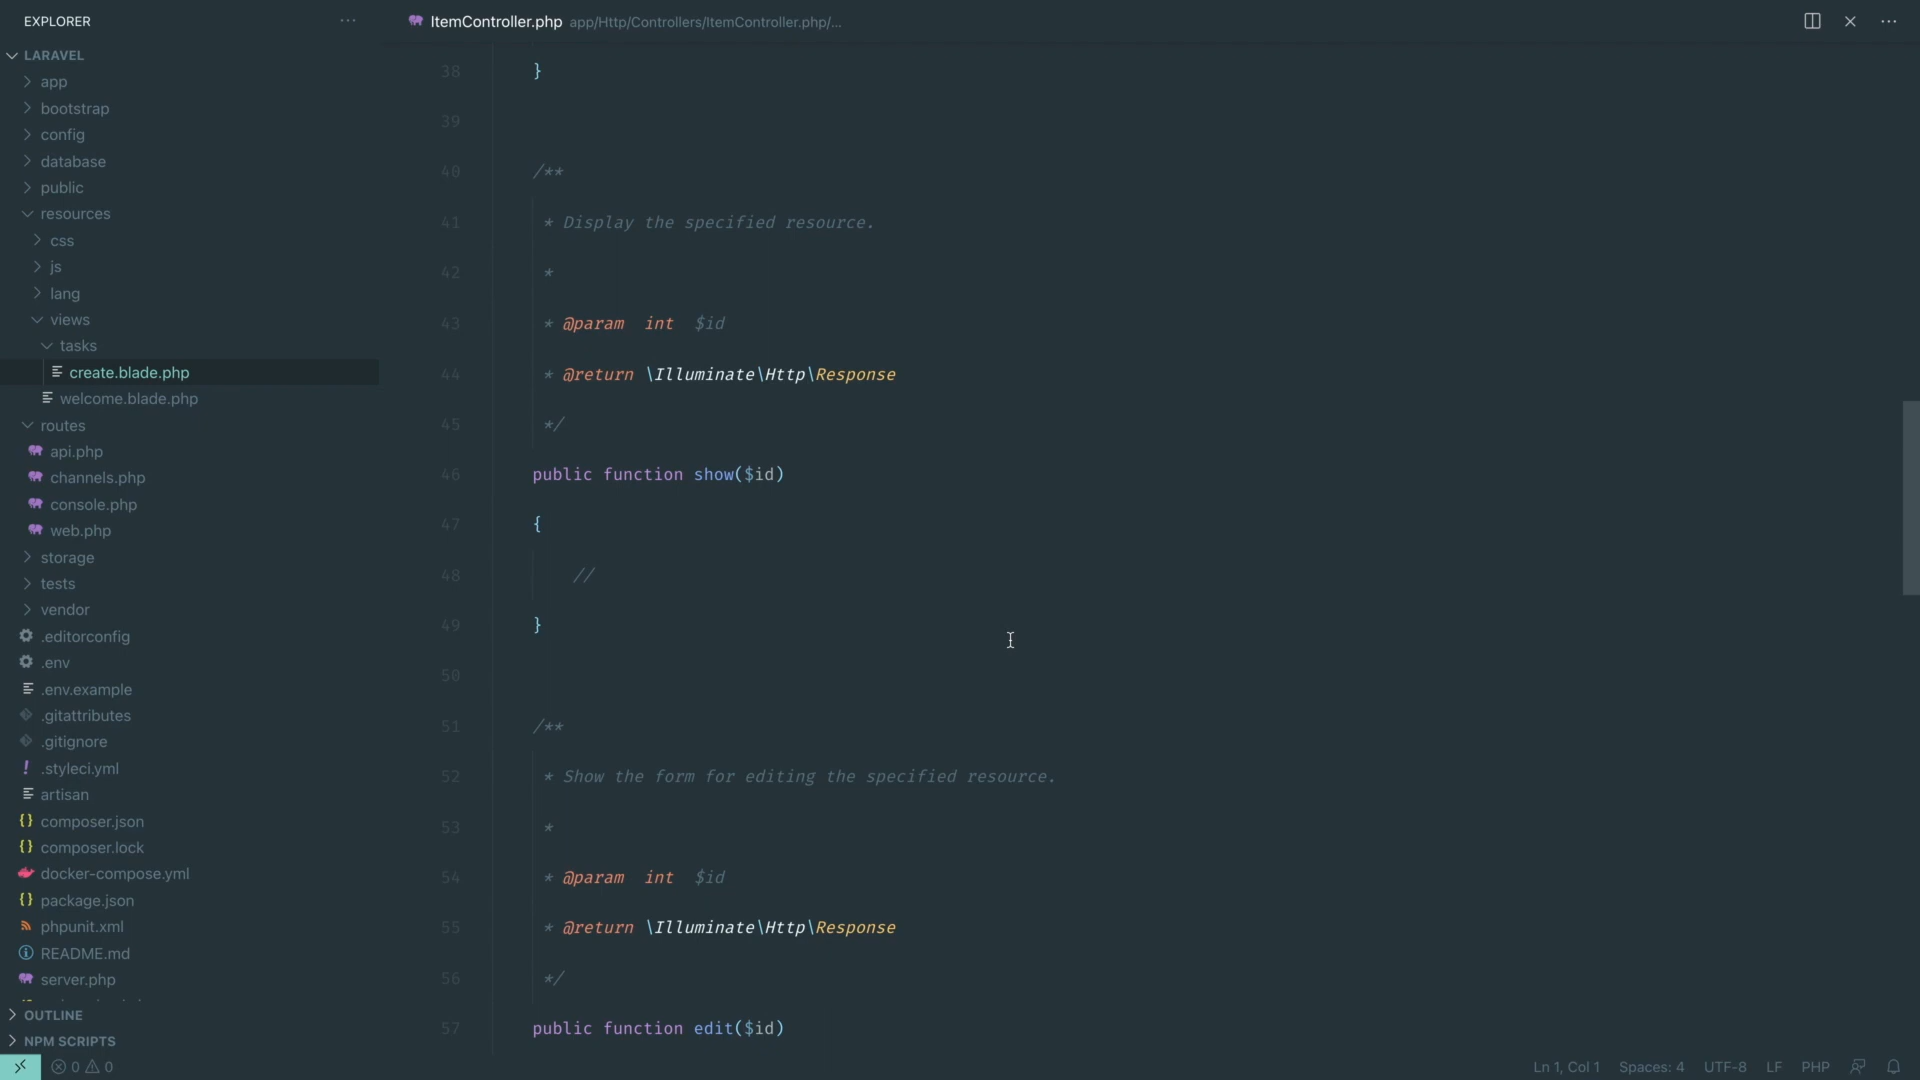 EXPLORER
LARAVEL
app
bootstrap
config
database
public
resources
css
js
lang
views
tasks
create.blade.php
welcome.blade.php
routes
api.php
channels.php
console.php
web.php
storage
tests
vendor
.editorconfig
.env
.env.example
.gitattributes
.gitignore
.styleci.yml
artisan
composer.json
composer.lock
docker-compose.yml
package.json
phpunit.xml
README.md
server.php
OUTLINE
NPM SCRIPTS
ItemController.php app/Http/Controllers/ItemController.php/...
38 }
39
40 /**
41 * Display the specified resource.
42 *
43 * @param int $id
44 * @return \Illuminate\Http\Response
45 */
46 public function show($id)
47 {
48 //
49 }
50
51 /**
52 * Show the form for editing the specified resource.
53 *
54 * @param int $id
55 * @return \Illuminate\Http\Response
56 */
57 public function edit($id)
0 0
Ln 1, Col 1 Spaces: 4 UTF-8 LF PHP